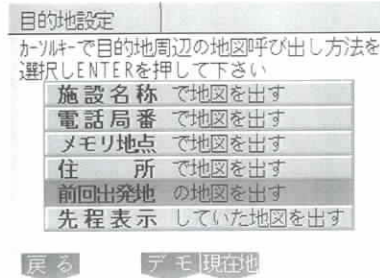 目的地設定
カーソルキーで目的地周辺の地図呼び出し方法を
選択しENTERを押して下さい
施設名称 で地図を出す
電話局番 で地図を出す
メモリ地点 で地図を出す
住　　所 で地図を出す
前回出発地 の地図を出す
先程表示 していた地図を出す
戻る デモ 現在地